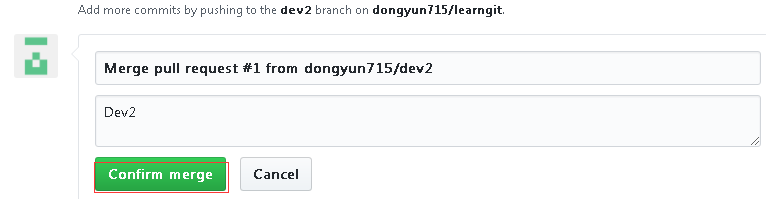 Add more commits by pushing to the dev2 branch on dongyun715/learngit.
Merge pull request #1 from dongyun715/dev2
Dev2
Confirm merge Cancel